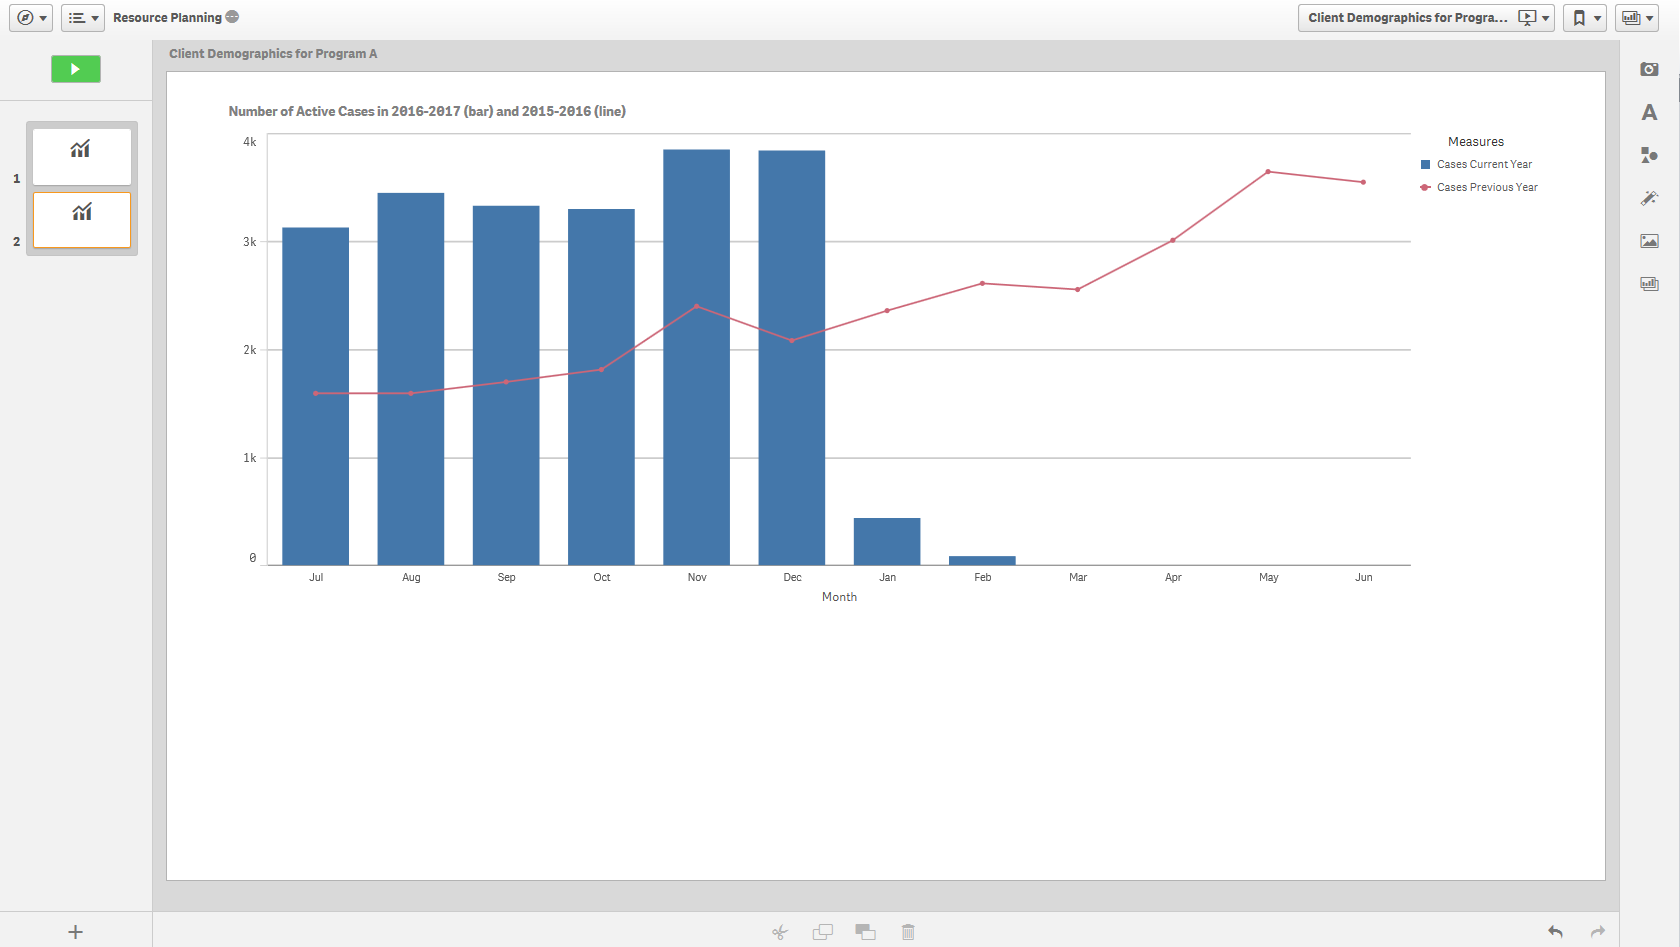 Resource Planning
Client Demographics for Progra...
Client Demographics for Program A
1
2
Number of Active Cases in 2016-2017 (bar) and 2015-2016 (line)
4k
3k
2k
1k
0
Jul Aug Sep Oct Nov Dec Jan Feb Mar Apr May Jun
Month
Measures
Cases Current Year
Cases Previous Year
A